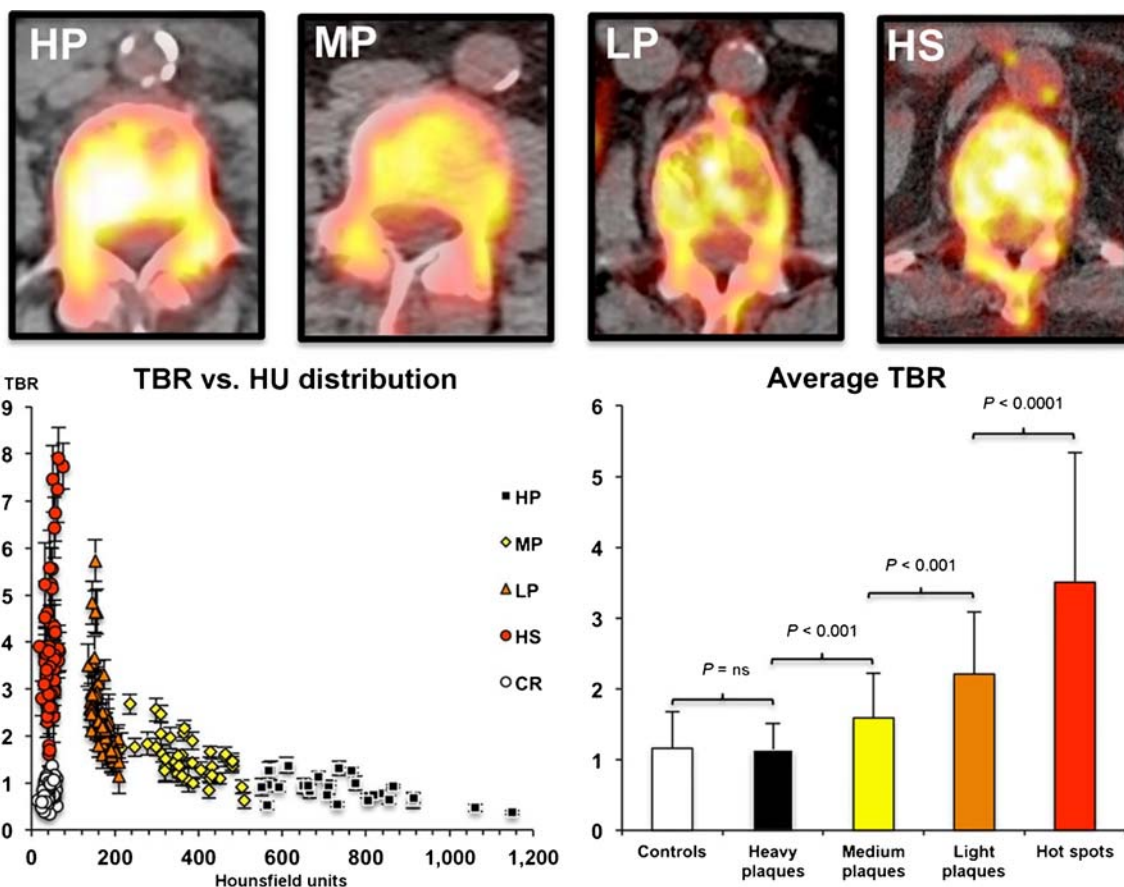 HP
MP
LP
HS
TBR vs. HU distribution
TBR
9
8
7
6
5
4
3
2
1
0
0
200
400
600
800
1,000
1,200
Hounsfield units
HP
MP
LP
HS
CR
Average TBR
6
5
4
3
2
1
0
P = ns
P < 0.001
P < 0.001
P < 0.0001
Controls
Heavy
plaques
Medium
plaques
Light
plaques
Hot spots